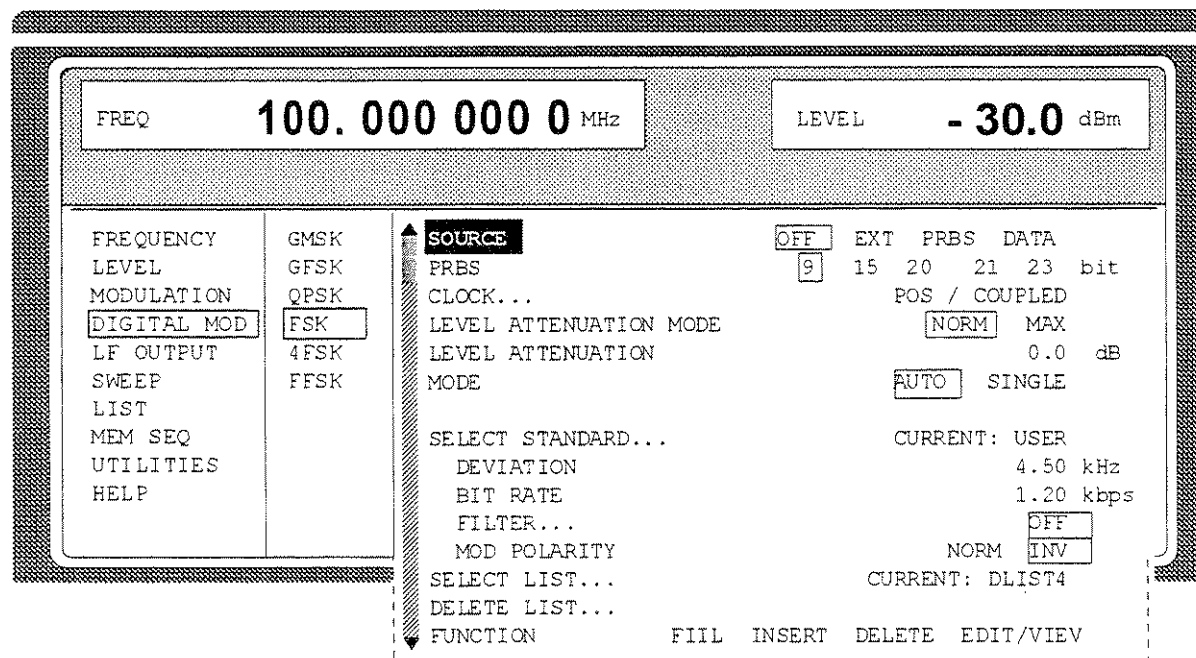 FREQ 100. 000 000 0 MHz LEVEL - 30.0 dBm
FREQUENCY
LEVEL
MODULATION
DIGITAL MOD
LF OUTPUT
SWEEP
LIST
MEM SEQ
UTILITIES
HELP
GMSK
GFSK
QPSK
FSK
4FSK
FFSK
SOURCE OFF EXT PRBS DATA
PRBS 9 15 20 21 23 bit
CLOCK... POS / COUPLED
LEVEL ATTENUATION MODE NORM MAX
LEVEL ATTENUATION 0.0 dB
MODE AUTO SINGLE
SELECT STANDARD... CURRENT: USER
DEVIATION 4.50 kHz
BIT RATE 1.20 kbps
FILTER... OFF
MOD POLARITY NORM INV
SELECT LIST... CURRENT: DLIST4
DELETE LIST...
FUNCTION FIIL INSERT DELETE EDIT/VIEV